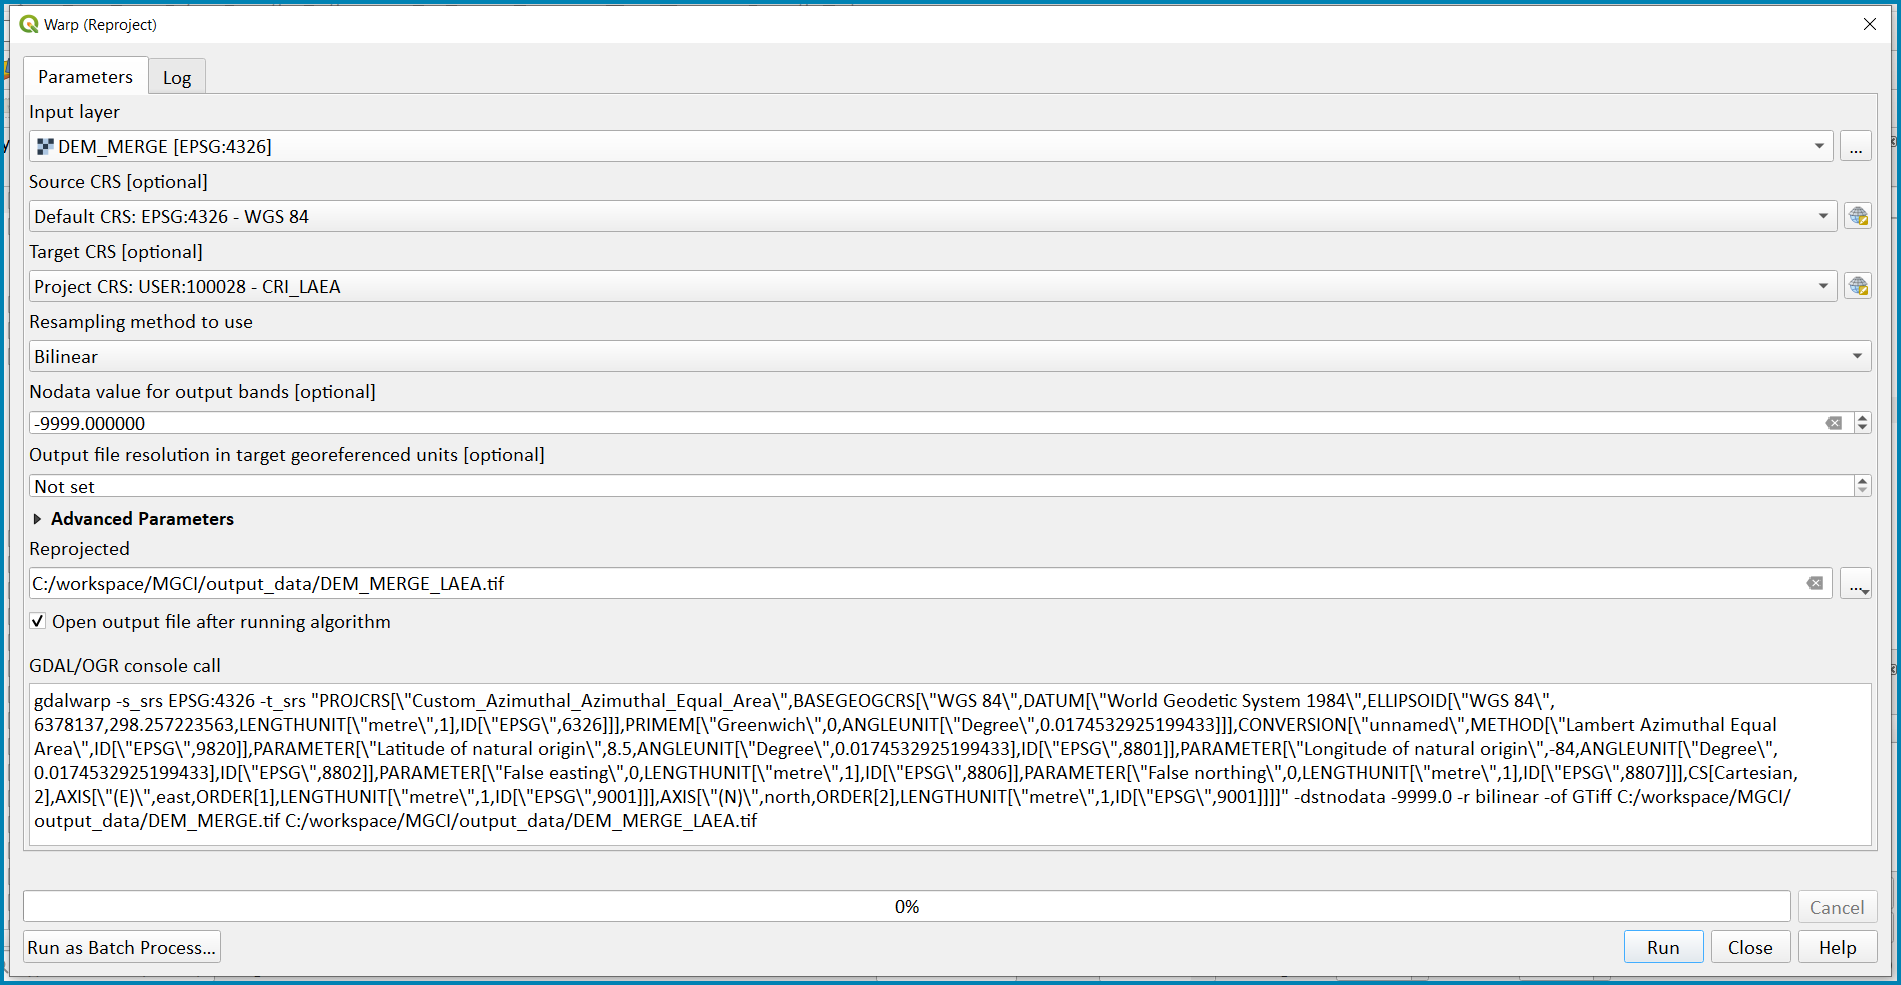 Warp (Reproject)
Parameters
Log
Input layer
DEM_MERGE [EPSG:4326]
...
Source CRS [optional]
Default CRS: EPSG:4326 - WGS 84
Target CRS [optional]
Project CRS: USER:100028 - CRI_LAEA
Resampling method to use
Bilinear
Nodata value for output bands [optional]
-9999.000000
Output file resolution in target georeferenced units [optional]
Not set
Advanced Parameters
Reprojected
C:/workspace/MGCI/output_data/DEM_MERGE_LAEA.tif
...
Open output file after running algorithm
GDAL/OGR console call
gdalwarp -s_srs EPSG:4326 -t_srs "PROJCRS[\"Custom_Azimuthal_Azimuthal_Equal_Area\",BASEGEOGCRS[\"WGS 84\",DATUM[\"World Geodetic System 1984\",ELLIPSOID[\"WGS 84\",
6378137,298.257223563,LENGTHUNIT[\"metre\",1],ID[\"EPSG\",6326]]],PRIMEM[\"Greenwich\",0,ANGLEUNIT[\"Degree\",0.0174532925199433]]],CONVERSION[\"unnamed\",METHOD[\"Lambert Azimuthal Equal
Area\",ID[\"EPSG\",9820]],PARAMETER[\"Latitude of natural origin\",8.5,ANGLEUNIT[\"Degree\",0.0174532925199433],ID[\"EPSG\",8801]],PARAMETER[\"Longitude of natural origin\",-84,ANGLEUNIT[\"Degree\",
0.0174532925199433],ID[\"EPSG\",8802]],PARAMETER[\"False easting\",0,LENGTHUNIT[\"metre\",1],ID[\"EPSG\",8806]],PARAMETER[\"False northing\",0,LENGTHUNIT[\"metre\",1],ID[\"EPSG\",8807]]],CS[Cartesian,
2],AXIS[\"(E)\",east,ORDER[1],LENGTHUNIT[\"metre\",1,ID[\"EPSG\",9001]]],AXIS[\"(N)\",north,ORDER[2],LENGTHUNIT[\"metre\",1,ID[\"EPSG\",9001]]]]" -dstnodata -9999.0 -r bilinear -of GTiff C:/workspace/MGCI/
output_data/DEM_MERGE.tif C:/workspace/MGCI/output_data/DEM_MERGE_LAEA.tif
0%
Cancel
Run as Batch Process...
Run
Close
Help